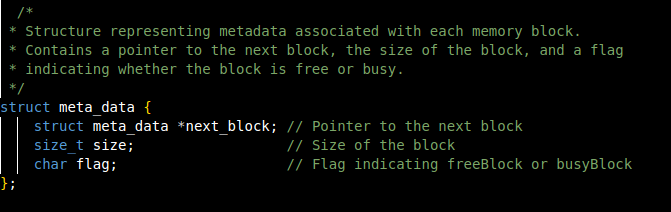 /*
* Structure representing metadata associated with each memory block.
* Contains a pointer to the next block, the size of the block, and a flag
* indicating whether the block is free or busy.
*/
struct meta_data {
struct meta_data *next_block; // Pointer to the next block
size_t size; // Size of the block
char flag; // Flag indicating freeBlock or busyBlock
};